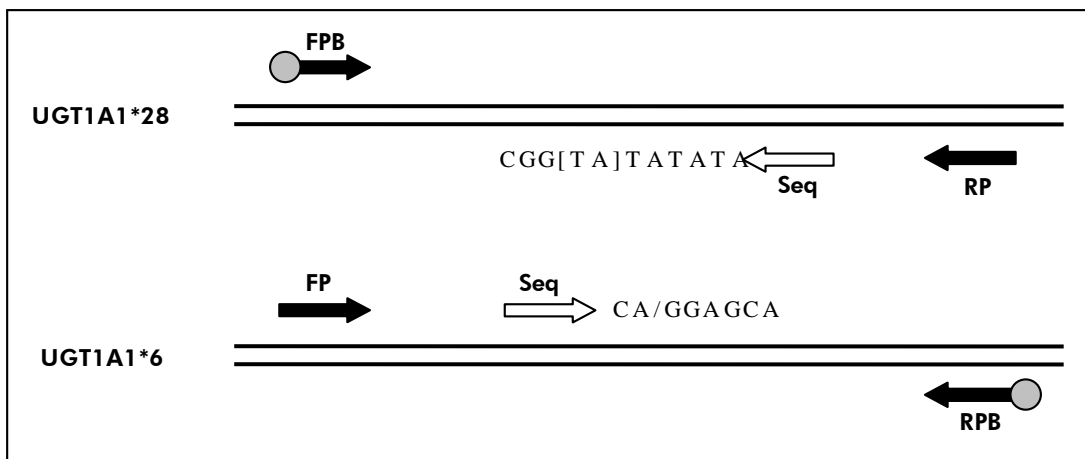 FPB
UGT1A1*28
CGG[TA]TATATA
Seq
RP
FP
Seq
CA/GGAGCA
UGT1A1*6
RPB